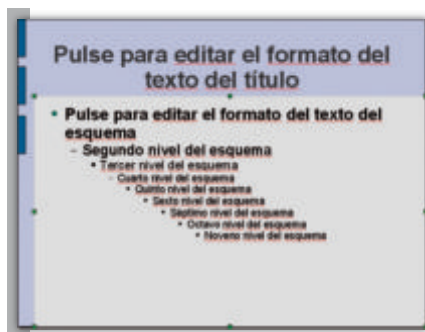 Pulse para editar el formato del
texto del título
Pulse para editar el formato del texto del
esquema
Segundo nivel del esquema
Tercer nivel del esquema
Cuarto nivel del esquema
Quinto nivel del esquema
Sexto nivel del esquema
Séptimo nivel del esquema
Octavo nivel del esquema
Noveno nivel del esquema